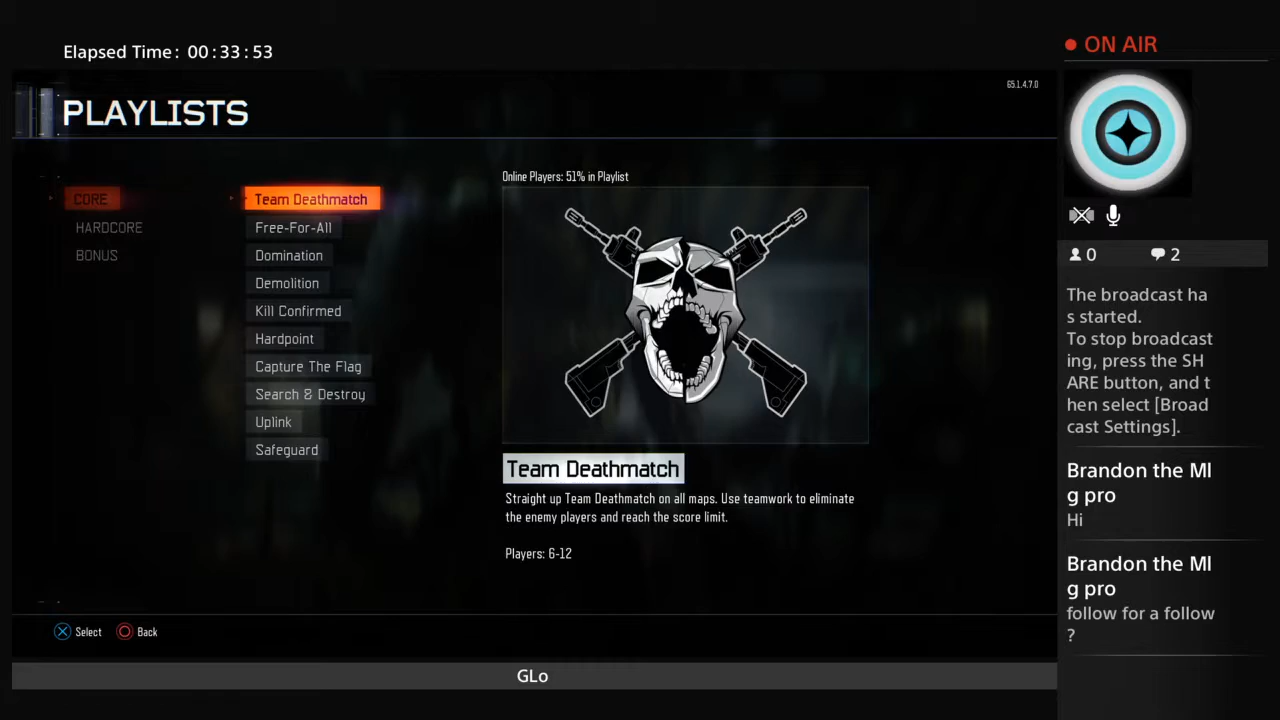 Elapsed Time: 00:33:53
ON AIR
65.1.4.7.0
PLAYLISTS
Online Players: 51% in Playlist
CORE
HARDCORE
BONUS
Team Deathmatch
Free-For-All
Domination
Demolition
Kill Confirmed
Hardpoint
Capture The Flag
Search & Destroy
Uplink
Safeguard
Team Deathmatch
Straight up Team Deathmatch on all maps. Use teamwork to eliminate
the enemy players and reach the score limit.
Players: 6-12
Select
Back
GLo
0
2
The broadcast ha
s started.
To stop broadcast
ing, press the SH
ARE button, and t
hen select [Broad
cast Settings].
Brandon the Ml
g pro
Hi
Brandon the Ml
g pro
follow for a follow
?